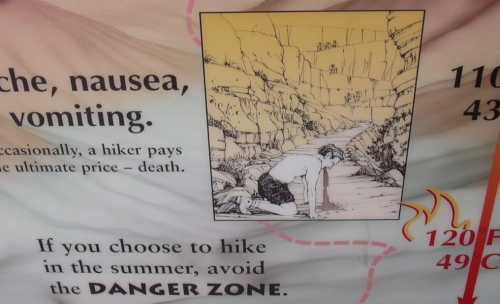 che, nausea,
vomiting.
ccasionally, a hiker pays
e ultimate price – death.
If you choose to hike
in the summer, avoid
the DANGER ZONE.
110
43
120°F
49°C